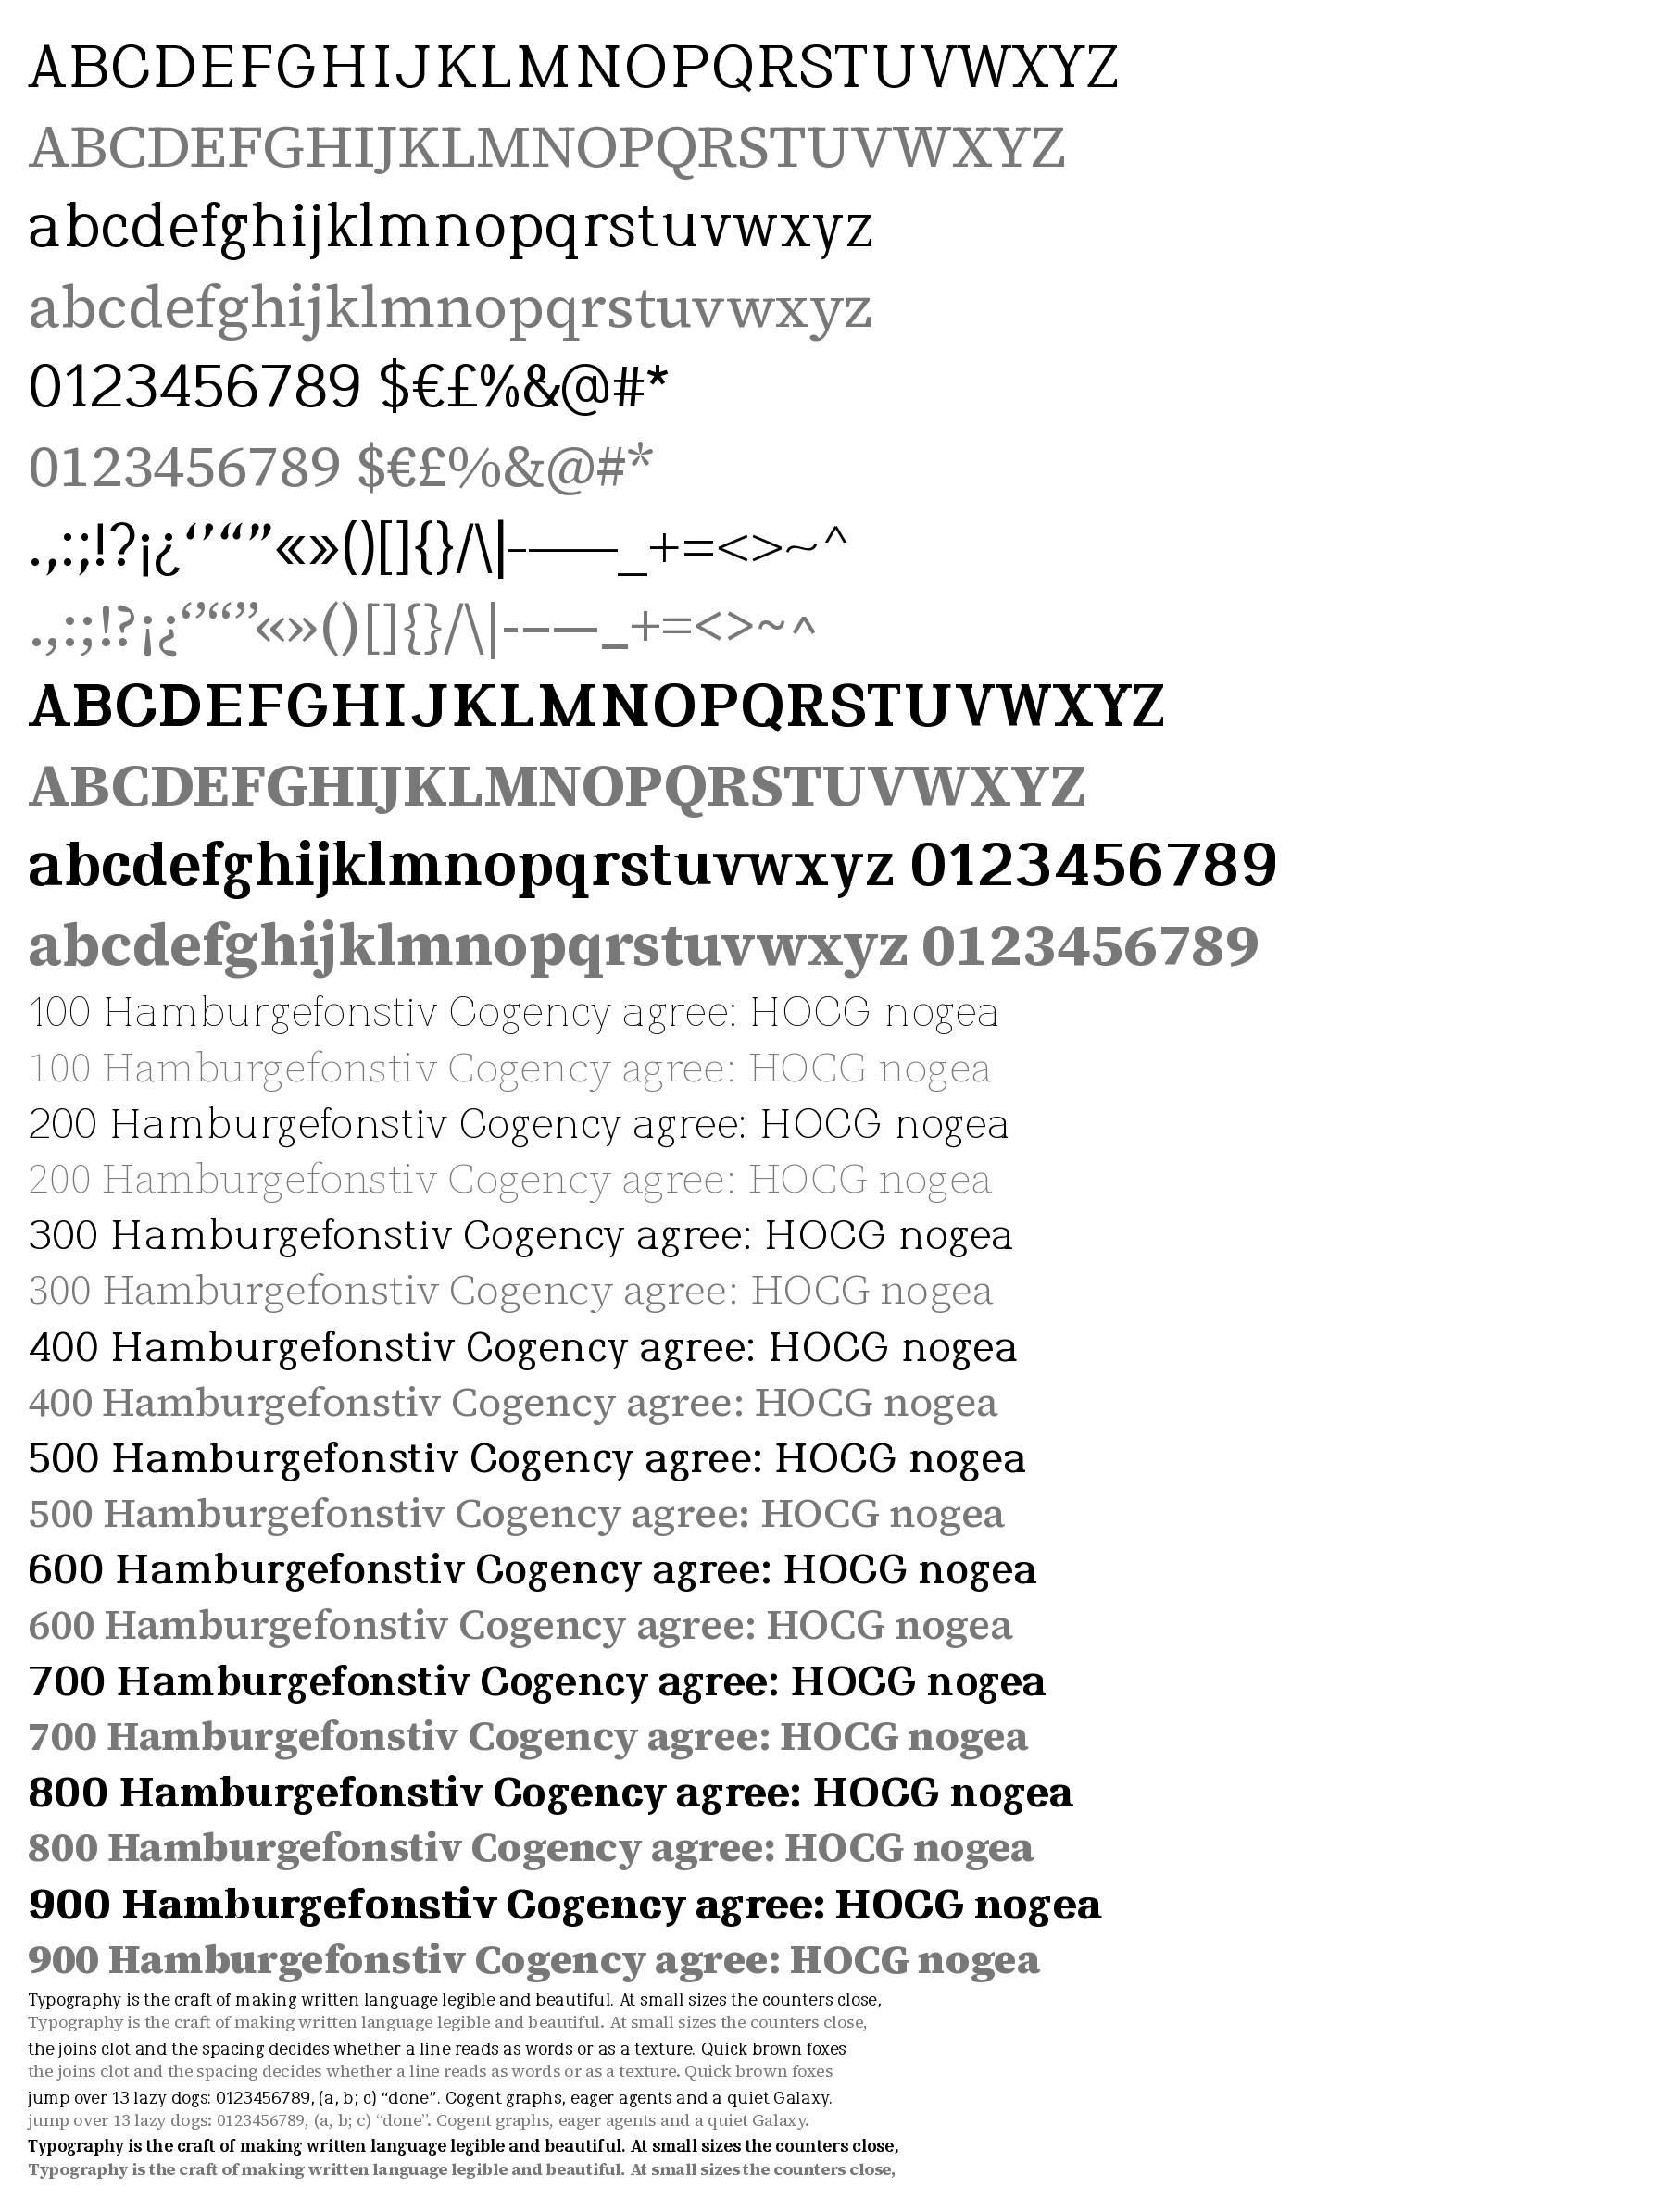 ABCDEFGHIJKLMNOPQRSTUVWXYZ
ABCDEFGHIJKLMNOPQRSTUVWXYZ
abcdefghijklmnopqrstuvwxyz
abcdefghijklmnopqrstuvwxyz
0123456789 $€£%&@#*
0123456789 $€£%&@#*
.,:;!?¡¿‘’“”«»()[]{}/\|-–—_+=<>~^
.,:;!?¡¿‘’“”«»()[]{}/\|-–—_+=<>~^
ABCDEFGHIJKLMNOPQRSTUVWXYZ
ABCDEFGHIJKLMNOPQRSTUVWXYZ
abcdefghijklmnopqrstuvwxyz 0123456789
abcdefghijklmnopqrstuvwxyz 0123456789
100 Hamburgefonstiv Cogency agree: HOCG nogea
100 Hamburgefonstiv Cogency agree: HOCG nogea
200 Hamburgefonstiv Cogency agree: HOCG nogea
200 Hamburgefonstiv Cogency agree: HOCG nogea
300 Hamburgefonstiv Cogency agree: HOCG nogea
300 Hamburgefonstiv Cogency agree: HOCG nogea
400 Hamburgefonstiv Cogency agree: HOCG nogea
400 Hamburgefonstiv Cogency agree: HOCG nogea
500 Hamburgefonstiv Cogency agree: HOCG nogea
500 Hamburgefonstiv Cogency agree: HOCG nogea
600 Hamburgefonstiv Cogency agree: HOCG nogea
600 Hamburgefonstiv Cogency agree: HOCG nogea
700 Hamburgefonstiv Cogency agree: HOCG nogea
700 Hamburgefonstiv Cogency agree: HOCG nogea
800 Hamburgefonstiv Cogency agree: HOCG nogea
800 Hamburgefonstiv Cogency agree: HOCG nogea
900 Hamburgefonstiv Cogency agree: HOCG nogea
900 Hamburgefonstiv Cogency agree: HOCG nogea
Typography is the craft of making written language legible and beautiful. At small sizes the counters close,
Typography is the craft of making written language legible and beautiful. At small sizes the counters close,
the joins clot and the spacing decides whether a line reads as words or as a texture. Quick brown foxes
the joins clot and the spacing decides whether a line reads as words or as a texture. Quick brown foxes
jump over 13 lazy dogs: 0123456789, (a, b; c) “done”. Cogent graphs, eager agents and a quiet Galaxy.
jump over 13 lazy dogs: 0123456789, (a, b; c) “done”. Cogent graphs, eager agents and a quiet Galaxy.
Typography is the craft of making written language legible and beautiful. At small sizes the counters close,
Typography is the craft of making written language legible and beautiful. At small sizes the counters close,